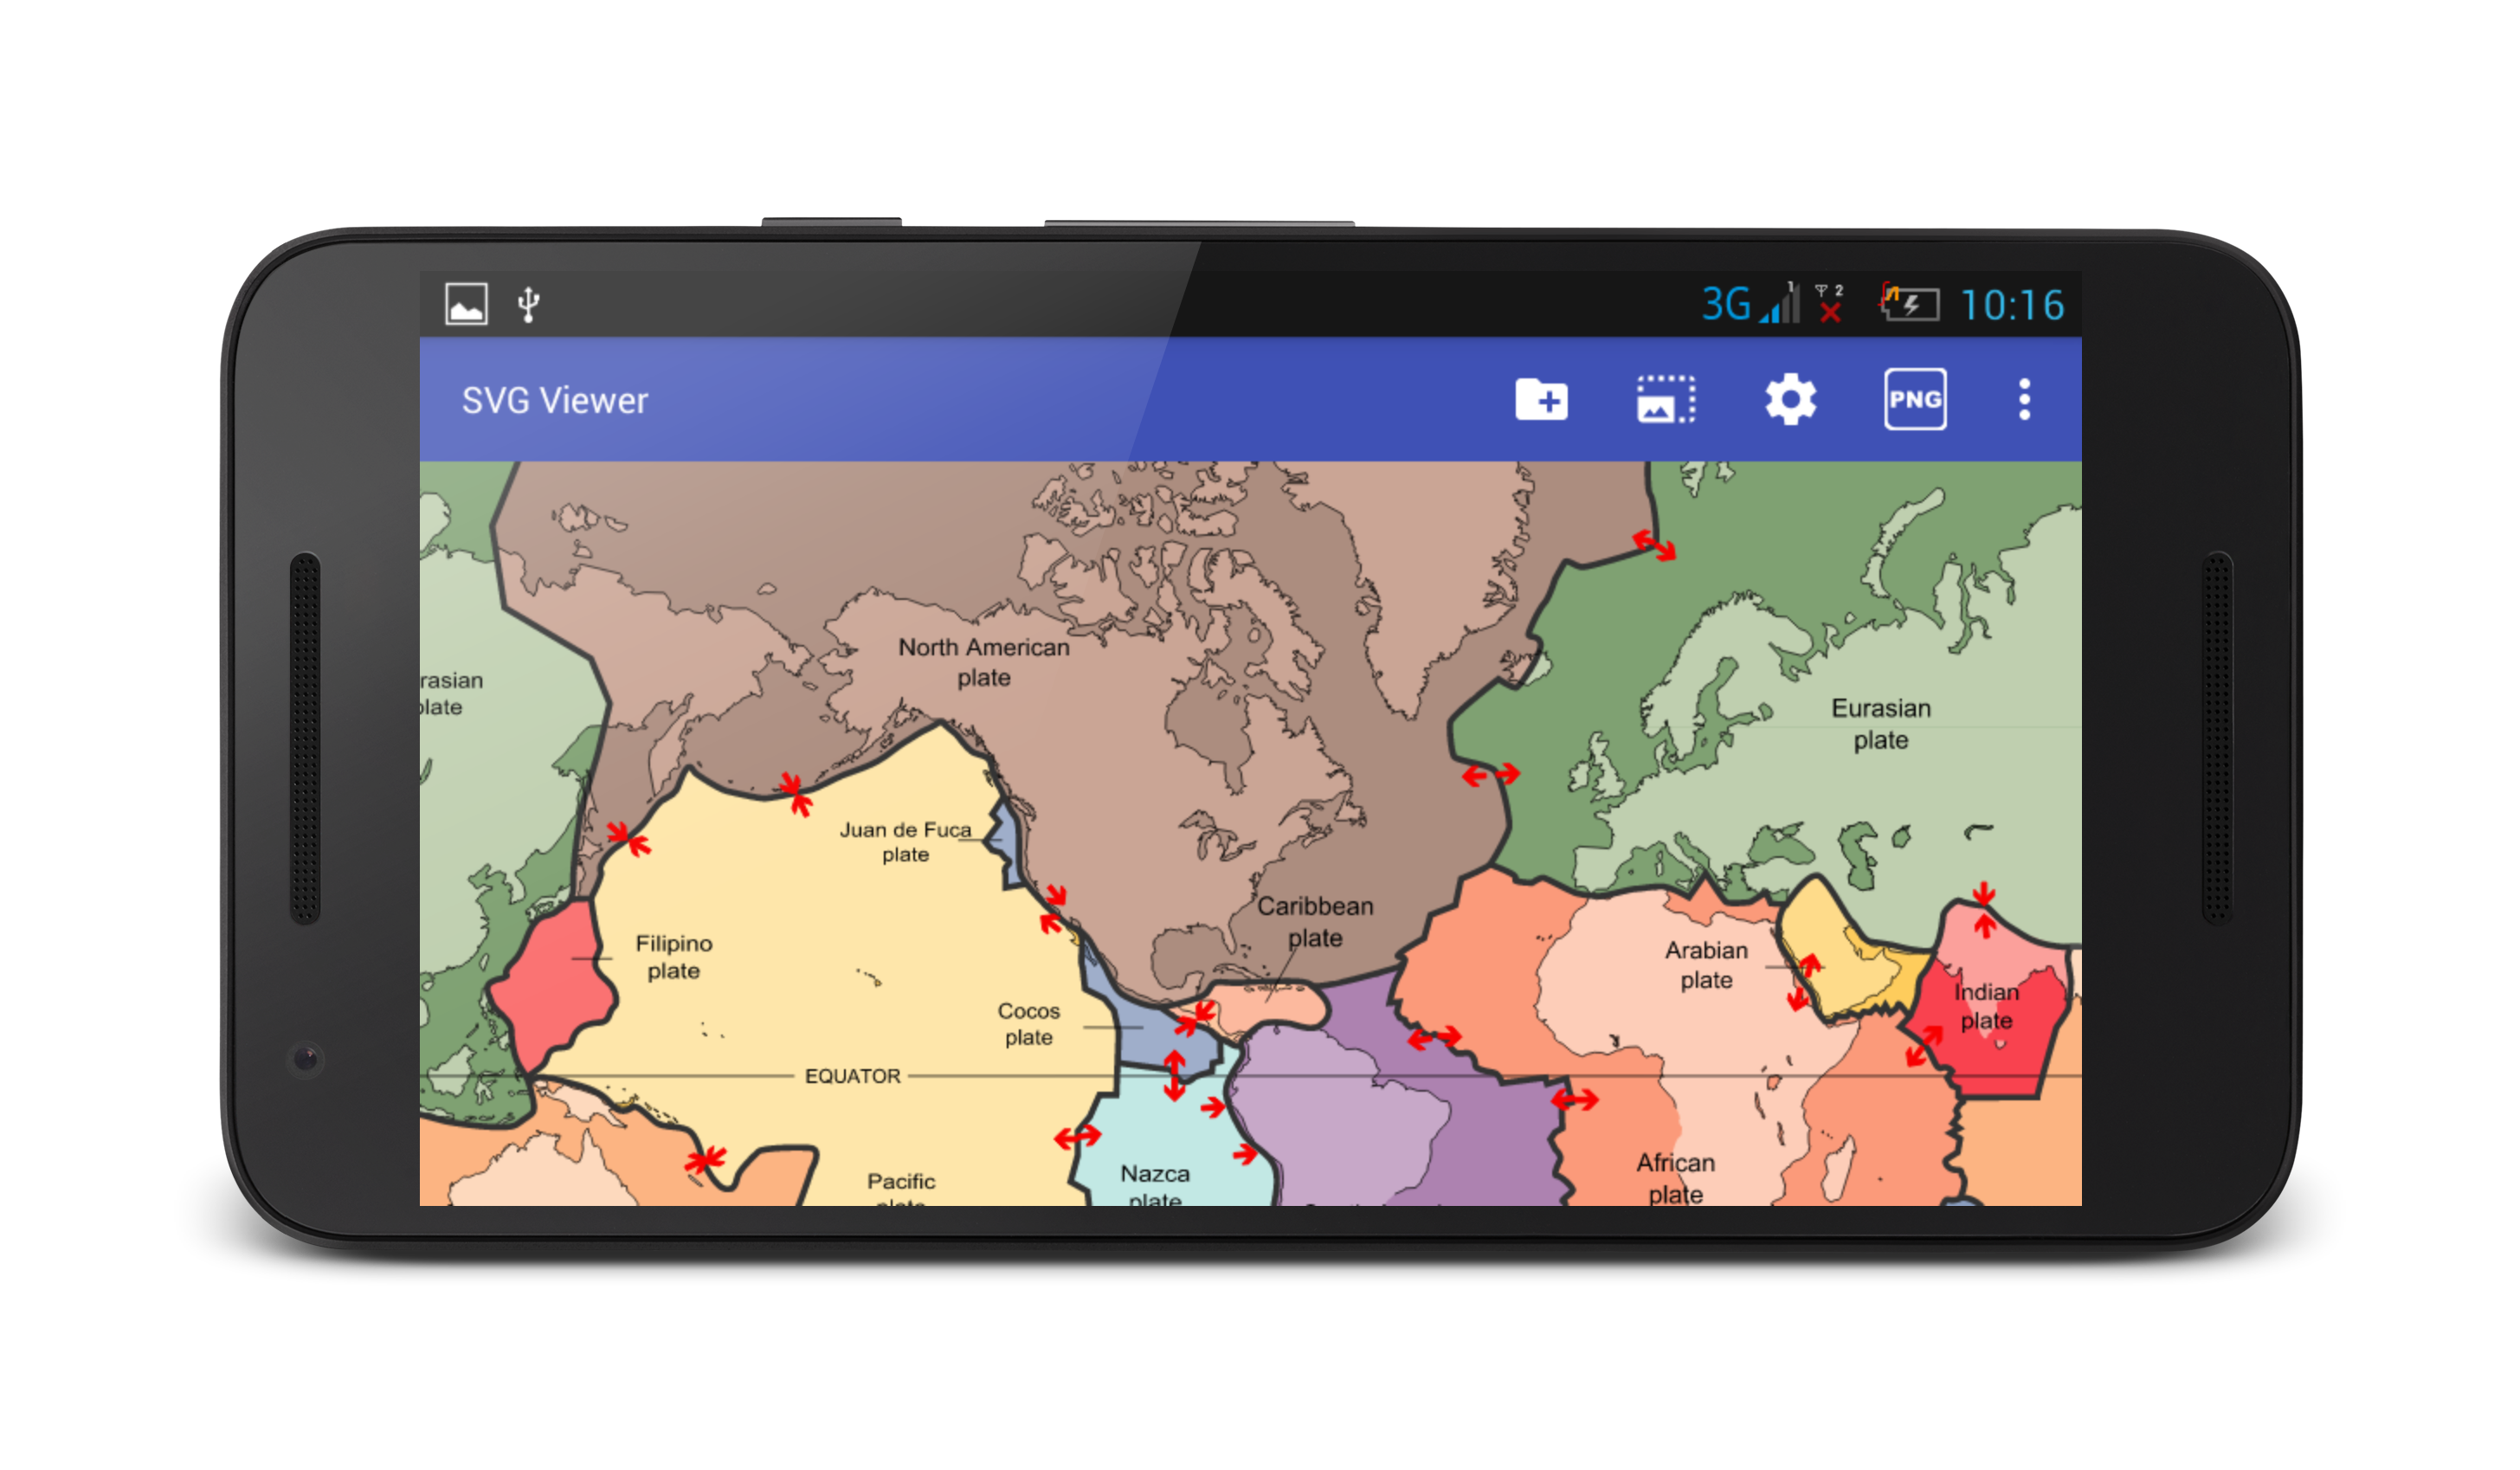 3G 1 2 10:16
SVG Viewer
PNG
North American
plate
rasian
plate
Eurasian
plate
Juan de Fuca
plate
Caribbean
plate
Filipino
plate
Arabian
plate
Indian
plate
Cocos
plate
EQUATOR
African
plate
Nazca
plate
Pacific
plate